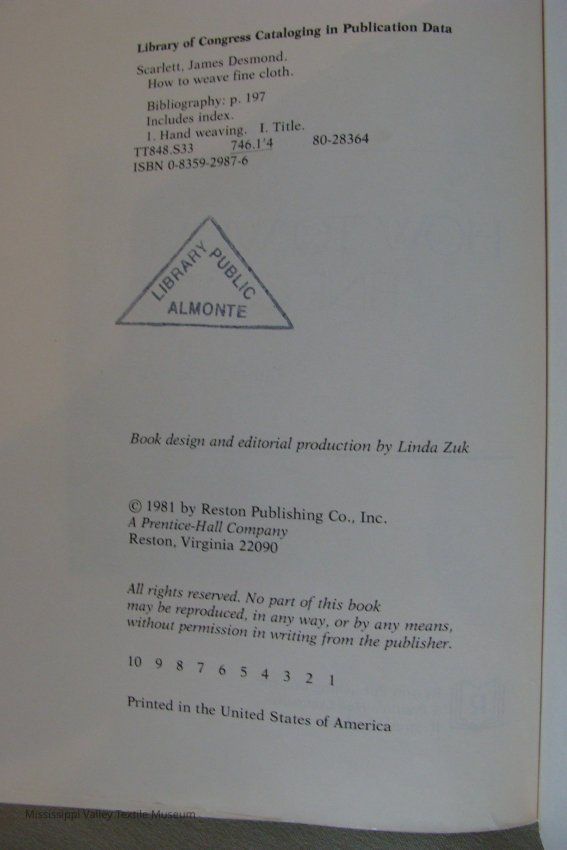 Library of Congress Cataloging in Publication Data
Scarlett, James Desmond.
How to weave fine cloth.
Bibliography: p. 197
Includes index.
1. Hand weaving. I. Title.
TT848.S33 746.1'4 80-28364
ISBN 0-8359-2987-6
LIBRARY PUBLIC
ALMONTE
Book design and editorial production by Linda Zuk
© 1981 by Reston Publishing Co., Inc.
A Prentice-Hall Company
Reston, Virginia 22090
All rights reserved. No part of this book
may be reproduced, in any way, or by any means,
without permission in writing from the publisher.
10 9 8 7 6 5 4 3 2 1
Printed in the United States of America
Mississippi Valley Textile Museum